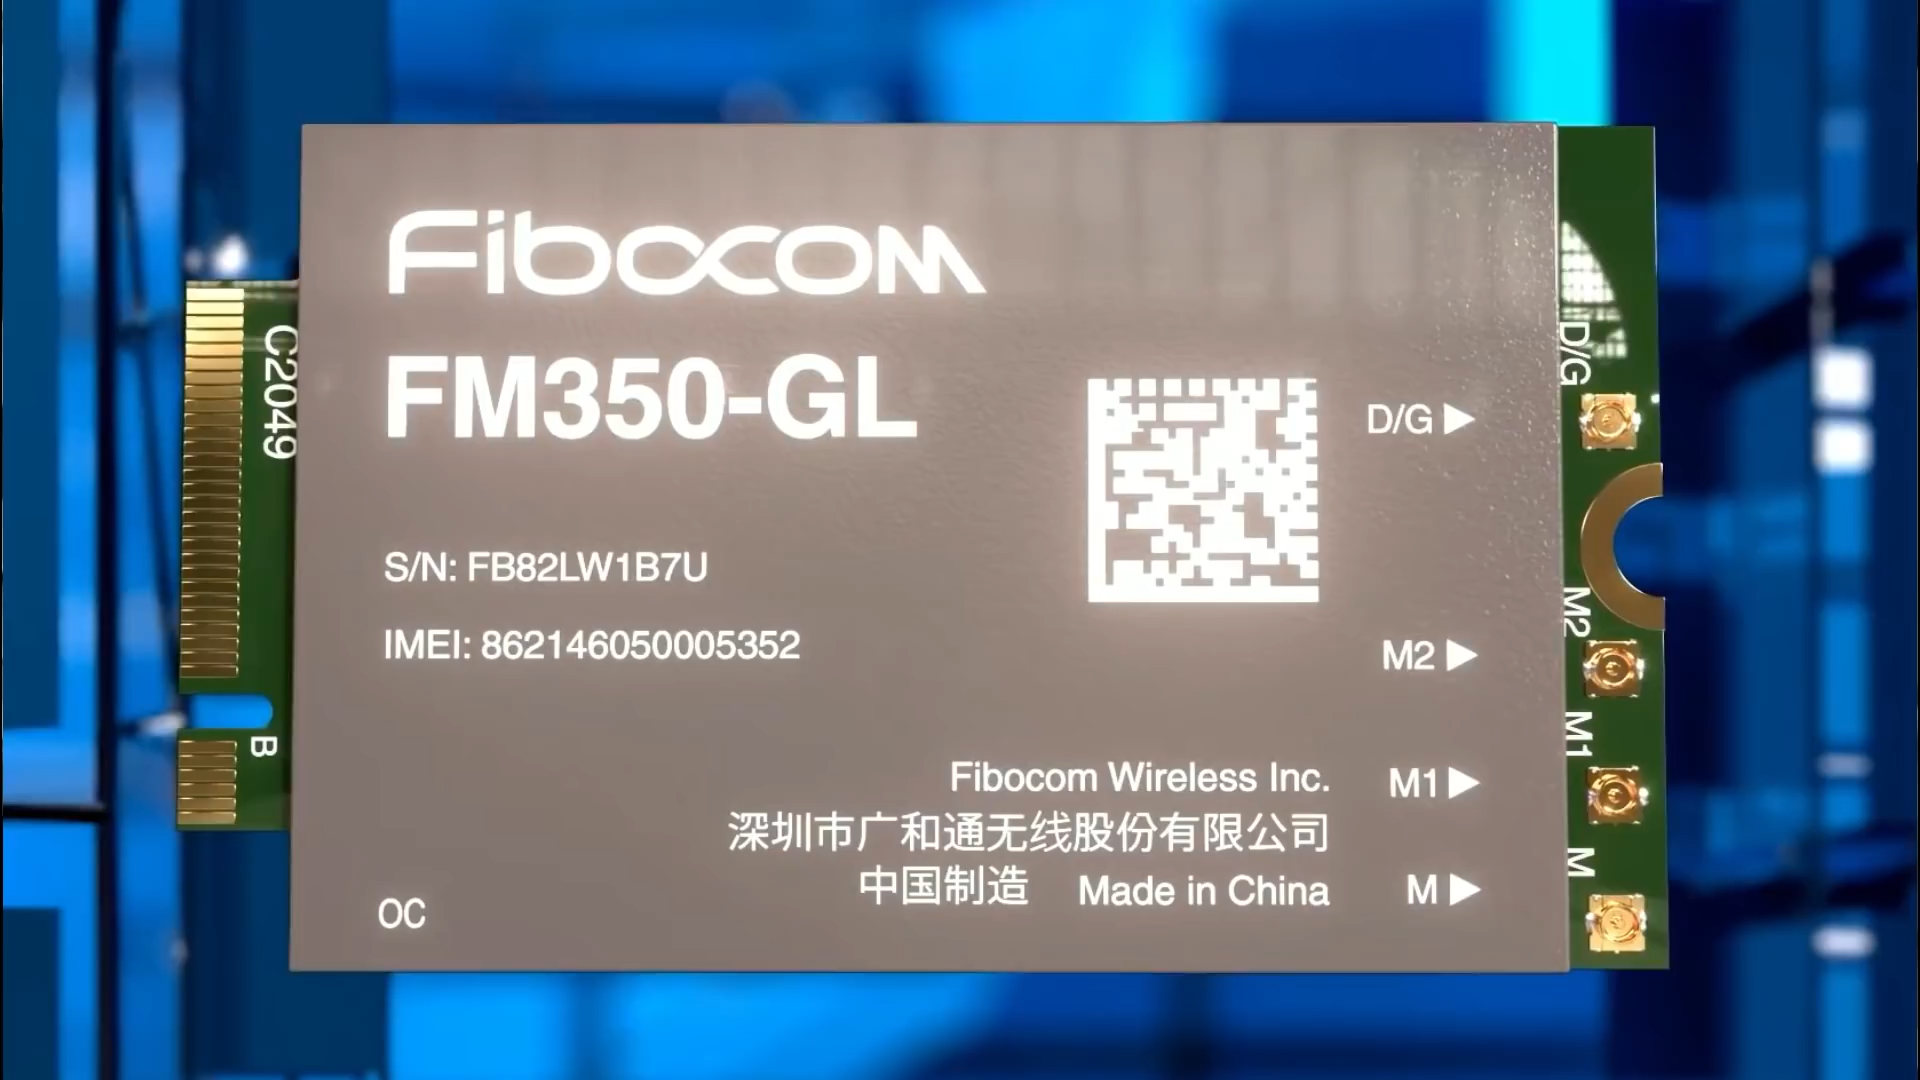 Fibocom
FM350-GL
S/N: FB82LW1B7U
IMEI: 862146050005352
D/G ▶
M2 ▶
M1 ▶
M ▶
Fibocom Wireless Inc.
深圳市广和通无线股份有限公司
中国制造 Made in China
OC
C2049
B
D/G
M2
M1
M